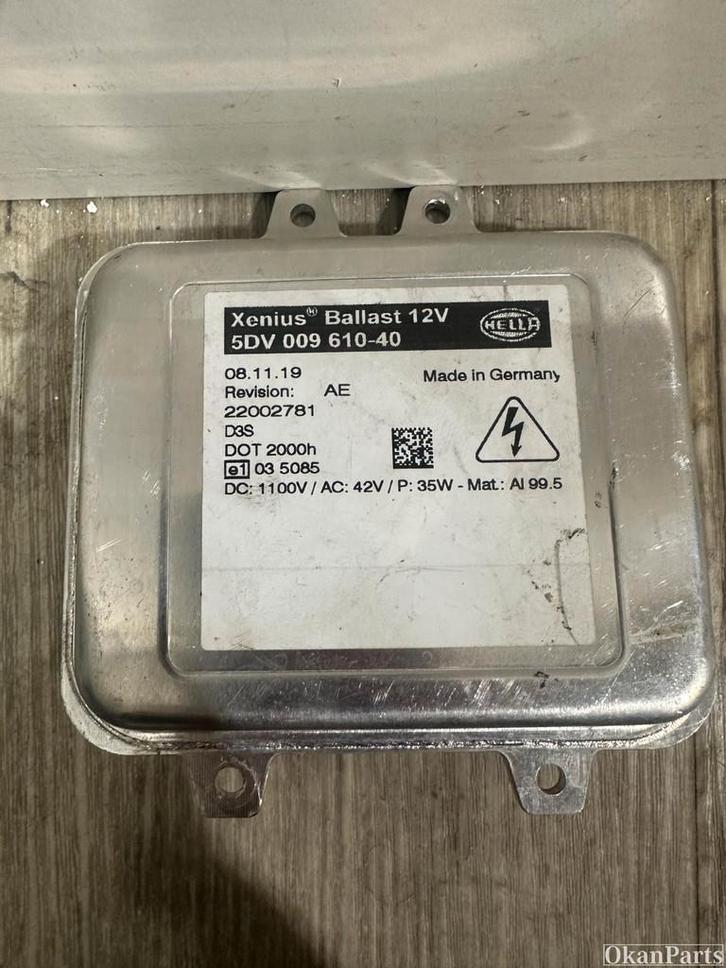 Xenius® Ballast 12V
5DV 009 610-40
HELLA
08.11.19
Made in Germany
Revision: AE
22002781
D3S
DOT 2000h
e1 03 5085
DC: 1100V / AC: 42V / P: 35W - Mat.: Al 99.5
OkanParts